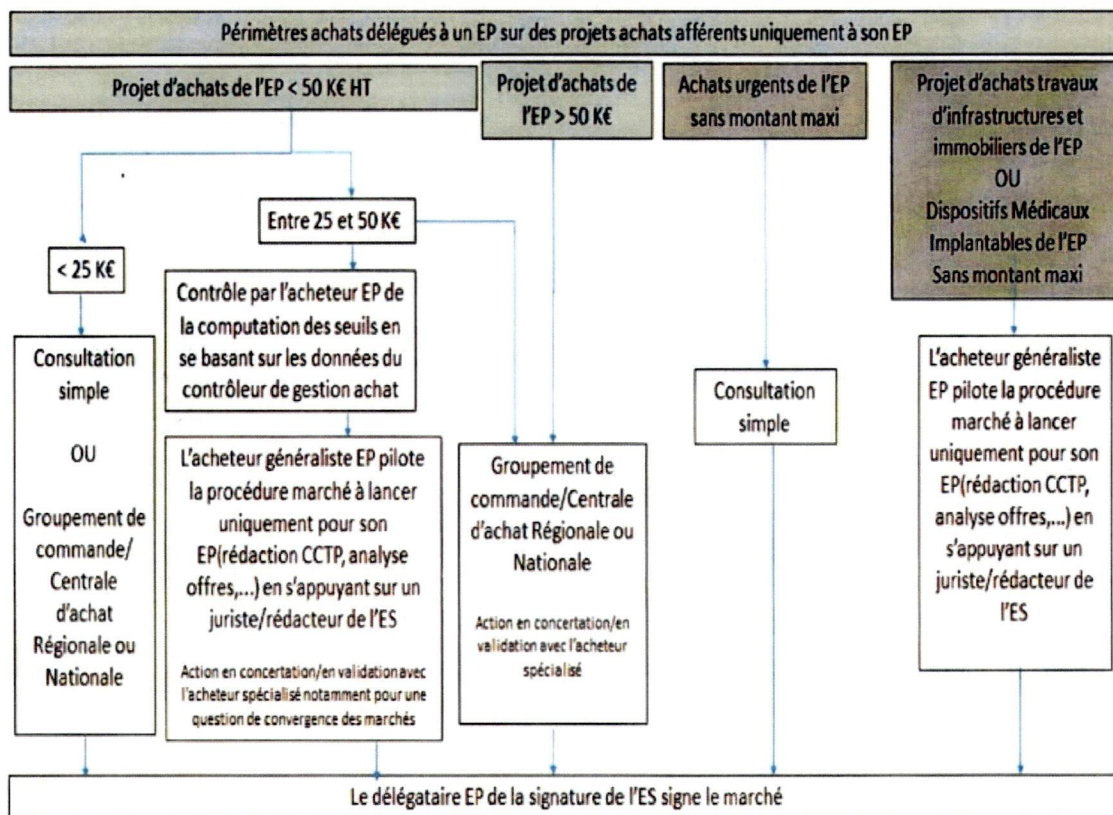 Périmètres achats délégués à un EP sur des projets achats afférents uniquement à son EP
Projet d'achats de l'EP < 50 K€ HT
Projet d'achats de
l'EP > 50 K€
Achats urgents de l'EP
sans montant maxi
Projet d'achats travaux
d'infrastructures et
immobiliers de l'EP
OU
Dispositifs Médicaux
Implantables de l'EP
Sans montant maxi
< 25 K€
Entre 25 et 50 K€
Consultation
simple
OU
Groupement de
commande/
Centrale
d'achat
Régionale ou
Nationale
Contrôle par l'acheteur EP de
la computation des seuils en
se basant sur les données du
contrôleur de gestion achat
L'acheteur généraliste EP pilote
la procédure marché à lancer
uniquement pour son
EP(rédaction CCTP, analyse
offres,...) en s'appuyant sur un
juriste/rédacteur de l'ES
Action en concertation/en validation avec
l'acheteur spécialisé notamment pour une
question de convergence des marchés
Groupement de
commande/Centrale
d'achat Régionale ou
Nationale
Action en concertation/en
validation avec l'acheteur
spécialisé
Consultation
simple
L'acheteur généraliste
EP pilote la procédure
marché à lancer
uniquement pour son
EP(rédaction CCTP,
analyse offres,...) en
s'appuyant sur un
juriste/rédacteur de
l'ES
Le délégataire EP de la signature de l'ES signe le marché